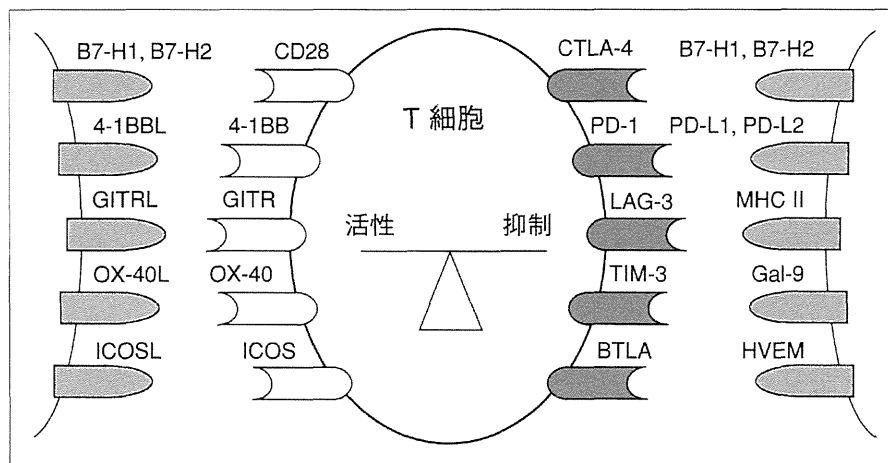 B7-H1, B7-H2 CD28 CTLA-4 B7-H1, B7-H2
T 細胞
4-1BBL 4-1BB PD-1 PD-L1, PD-L2
GITRL GITR LAG-3 MHC II
活性 抑制
OX-40L OX-40 TIM-3 Gal-9
ICOSL ICOS BTLA HVEM